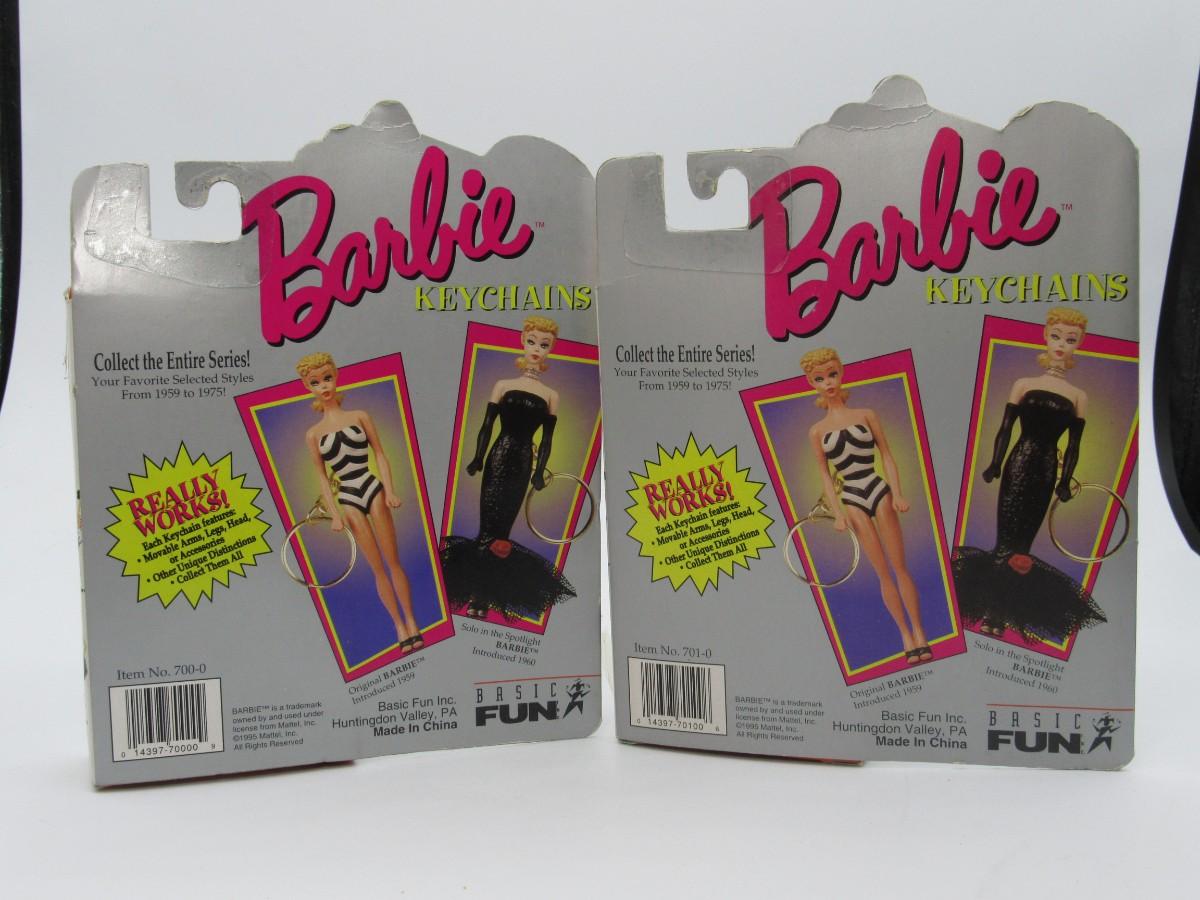 Barbie™
KEYCHAINS
Collect the Entire Series!
Your Favorite Selected Styles
From 1959 to 1975!
REALLY
WORKS!
Each Keychain features:
• Movable Arms, Legs, Head,
or Accessories
• Other Unique Distinctions
• Collect Them All
Solo in the Spotlight
BARBIE™
Introduced 1960
Original BARBIE™
Introduced 1959
Item No. 700-0
0 14397-70000 9
BARBIE™ is a trademark
owned by and used under
license from Mattel, Inc.
©1995 Mattel, Inc.
All Rights Reserved
Basic Fun Inc.
Huntingdon Valley, PA
Made In China
BASIC
FUN
Barbie™
KEYCHAINS
Collect the Entire Series!
Your Favorite Selected Styles
From 1959 to 1975!
REALLY
WORKS!
Each Keychain features:
• Movable Arms, Legs, Head,
or Accessories
• Other Unique Distinctions
• Collect Them All
Solo in the Spotlight
BARBIE™
Introduced 1960
Original BARBIE™
Introduced 1959
Item No. 701-0
0 14397-70100 6
BARBIE™ is a trademark
owned by and used under
license from Mattel, Inc.
©1995 Mattel, Inc.
All Rights Reserved
Basic Fun Inc.
Huntingdon Valley, PA
Made In China
BASIC
FUN